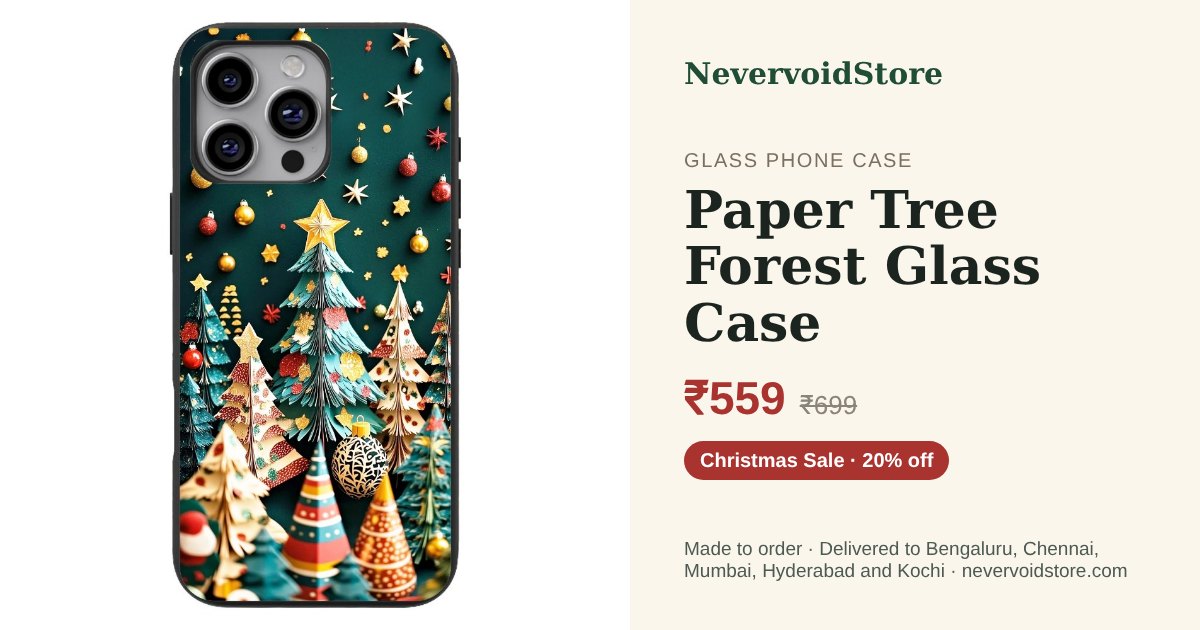 NevervoidStore
GLASS PHONE CASE
Paper Tree
Forest Glass
Case
₹559 ₹699
Christmas Sale · 20% off
Made to order · Delivered to Bengaluru, Chennai,
Mumbai, Hyderabad and Kochi · nevervoidstore.com